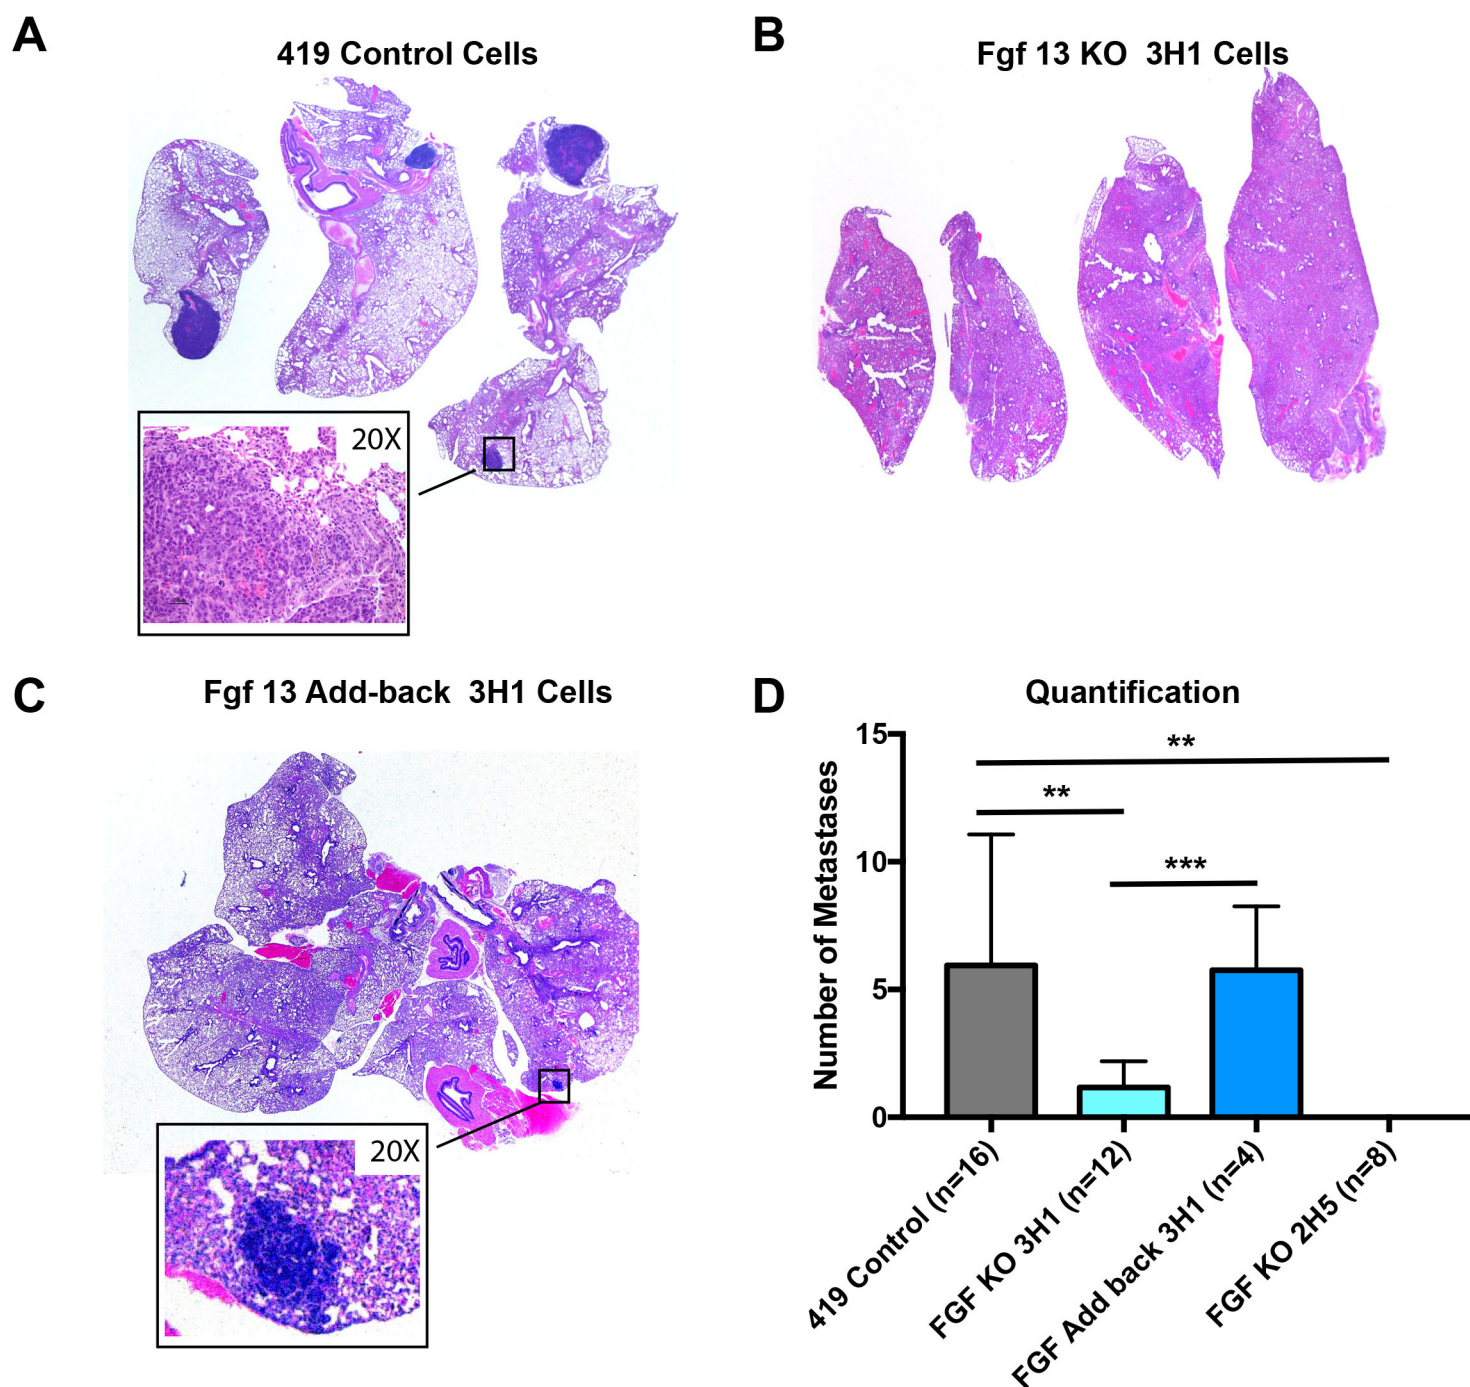 A
419 Control Cells
20X
B
Fgf 13 KO  3H1 Cells
C
Fgf 13 Add-back  3H1 Cells
20X
D
Quantification
Number of Metastases
15
10
5
0
**
**
***
419 Control (n=16)
FGF KO 3H1 (n=12)
FGF Add back 3H1 (n=4)
FGF KO 2H5 (n=8)